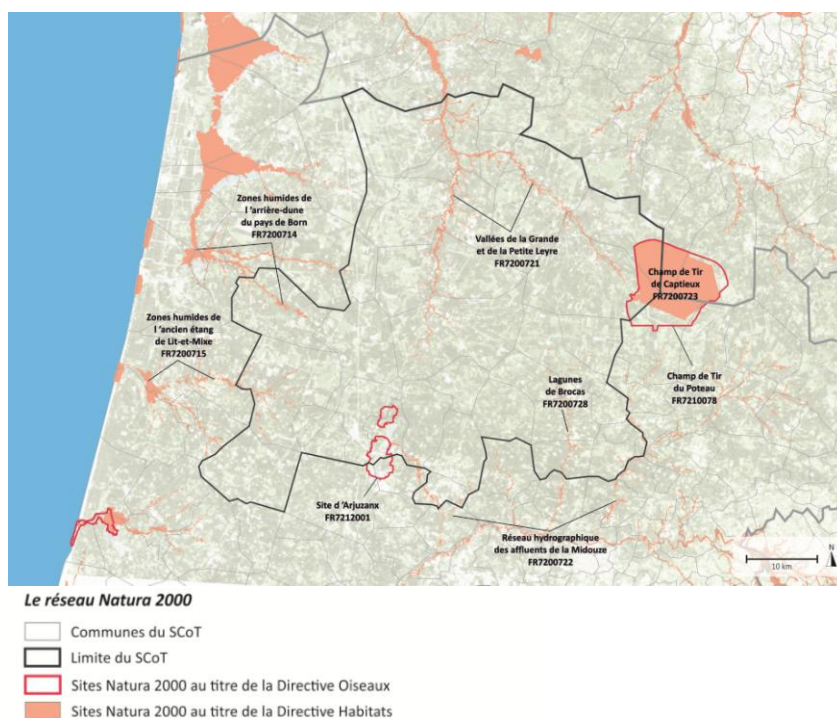 Zones humides de
l 'arrière-dune
du pays de Born
FR7200714
Vallées de la Grande
et de la Petite Leyre
FR7200721
Champ de Tir
de Captieux
FR7200723
Zones humides de
l 'ancien étang
de Lit-et-Mixe
FR7200715
Lagunes
de Brocas
FR7200728
Champ de Tir
du Poteau
FR7210078
Site d 'Arjuzanx
FR7212001
Réseau hydrographique
des affluents de la Midouze
FR7200722
N
10 km
Le réseau Natura 2000
Communes du SCoT
Limite du SCoT
Sites Natura 2000 au titre de la Directive Oiseaux
Sites Natura 2000 au titre de la Directive Habitats